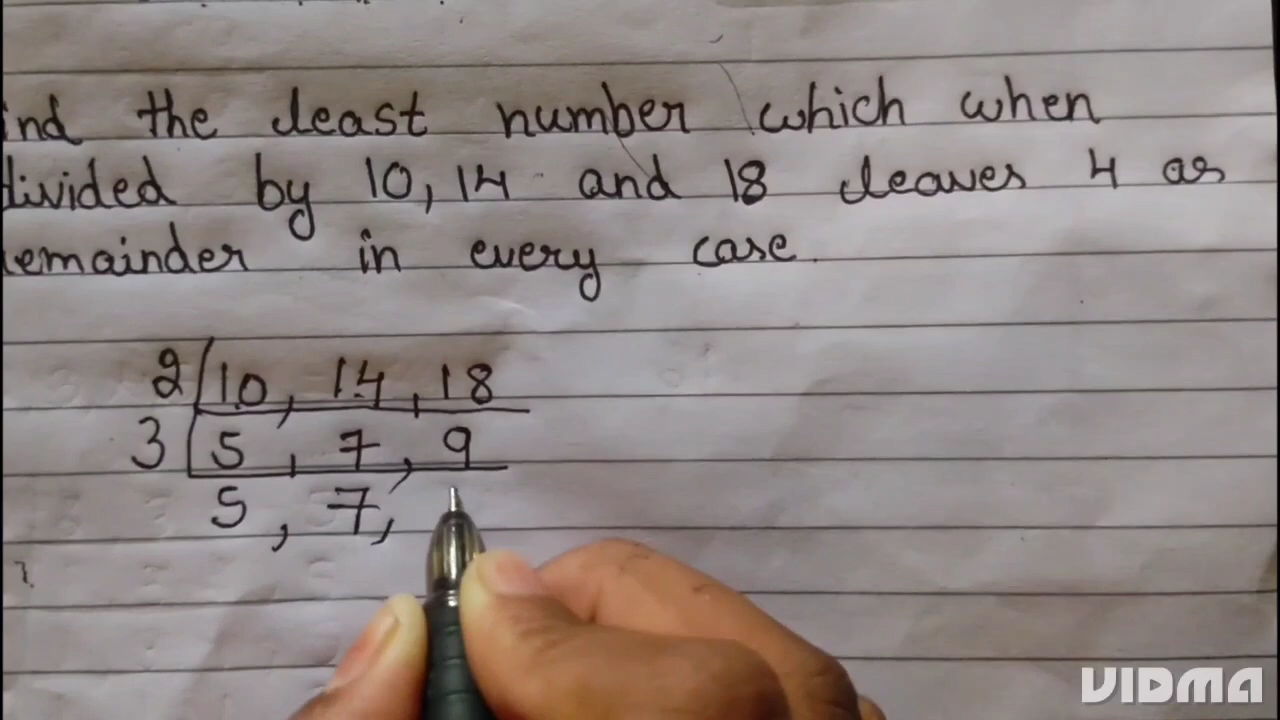 ind the least number which when
divided by 10, 14 and 18 leaves 4 as
remainder in every case.
2 10, 14, 18
3 5, 7, 9
5, 7,
VIDMA